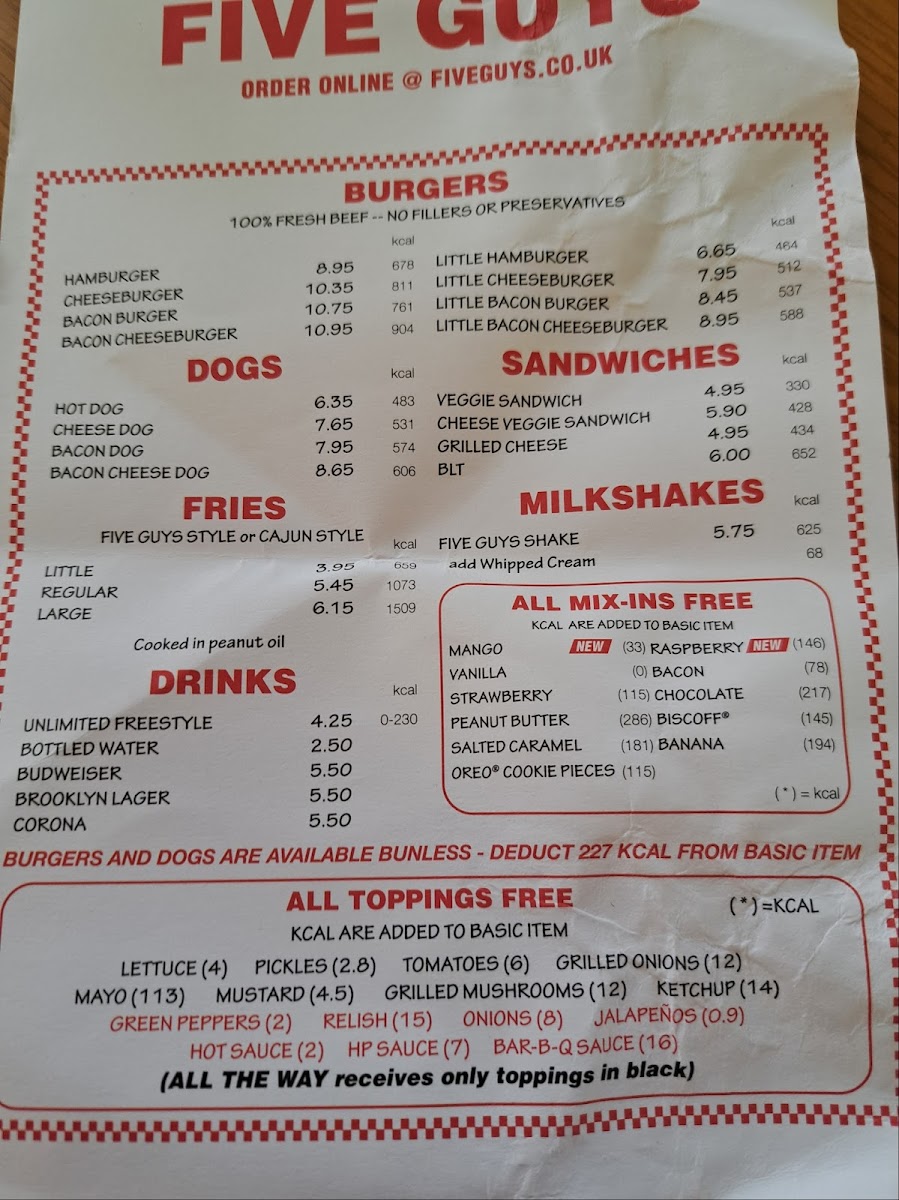 FIVE GUYS
ORDER ONLINE @ FIVEGUYS.CO.UK
BURGERS
100% FRESH BEEF -- NO FILLERS OR PRESERVATIVES
kcal
HAMBURGER 8.95 678
CHEESEBURGER 10.35 811
BACON BURGER 10.75 761
BACON CHEESEBURGER 10.95 904
kcal
LITTLE HAMBURGER 6.65 464
LITTLE CHEESEBURGER 7.95 512
LITTLE BACON BURGER 8.45 537
LITTLE BACON CHEESEBURGER 8.95 588
DOGS
kcal
HOT DOG 6.35 483
CHEESE DOG 7.65 531
BACON DOG 7.95 574
BACON CHEESE DOG 8.65 606
SANDWICHES
kcal
VEGGIE SANDWICH 4.95 330
CHEESE VEGGIE SANDWICH 5.90 428
GRILLED CHEESE 4.95 434
BLT 6.00 652
FRIES
FIVE GUYS STYLE or CAJUN STYLE
kcal
LITTLE 3.95 659
REGULAR 5.45 1073
LARGE 6.15 1509
Cooked in peanut oil
MILKSHAKES
kcal
FIVE GUYS SHAKE 5.75 625
add Whipped Cream 68
ALL MIX-INS FREE
KCAL ARE ADDED TO BASIC ITEM
MANGO NEW (33) RASPBERRY NEW (146)
VANILLA (0) BACON (78)
STRAWBERRY (115) CHOCOLATE (217)
PEANUT BUTTER (286) BISCOFF® (145)
SALTED CARAMEL (181) BANANA (194)
OREO® COOKIE PIECES (115)
(*) = kcal
DRINKS
kcal
UNLIMITED FREESTYLE 4.25 0-230
BOTTLED WATER 2.50
BUDWEISER 5.50
BROOKLYN LAGER 5.50
CORONA 5.50
BURGERS AND DOGS ARE AVAILABLE BUNLESS - DEDUCT 227 KCAL FROM BASIC ITEM
ALL TOPPINGS FREE
(*)=KCAL
KCAL ARE ADDED TO BASIC ITEM
LETTUCE (4) PICKLES (2.8) TOMATOES (6) GRILLED ONIONS (12)
MAYO (113) MUSTARD (4.5) GRILLED MUSHROOMS (12) KETCHUP (14)
GREEN PEPPERS (2) RELISH (15) ONIONS (8) JALAPEÑOS (0.9)
HOT SAUCE (2) HP SAUCE (7) BAR-B-Q SAUCE (16)
(ALL THE WAY receives only toppings in black)